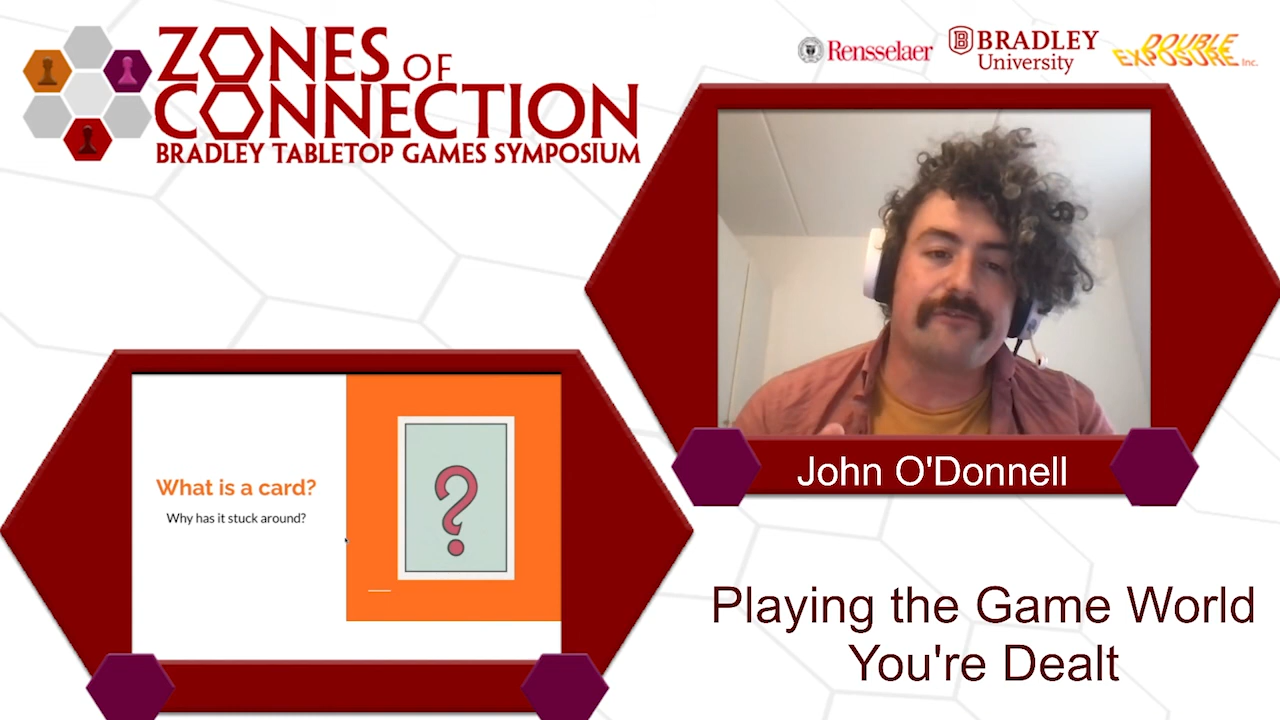 ZONES OF
CONNECTION
BRADLEY TABLETOP GAMES SYMPOSIUM
Rensselaer
BRADLEY
University
DOUBLE
EXPOSURE Inc.
John O'Donnell
What is a card?
Why has it stuck around?
?
Playing the Game World
You're Dealt